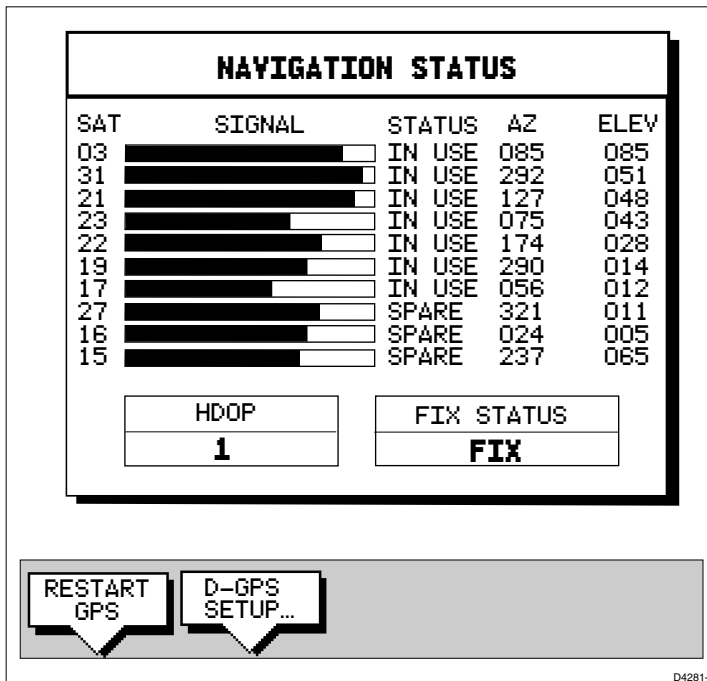 NAVIGATION STATUS
SAT SIGNAL STATUS AZ ELEV
03 IN USE 085 085
31 IN USE 292 051
21 IN USE 127 048
23 IN USE 075 043
22 IN USE 174 028
19 IN USE 290 014
17 IN USE 056 012
27 SPARE 321 011
16 SPARE 024 005
15 SPARE 237 065
HDOP
1
FIX STATUS
FIX
RESTART
GPS
D-GPS
SETUP...
D4281-